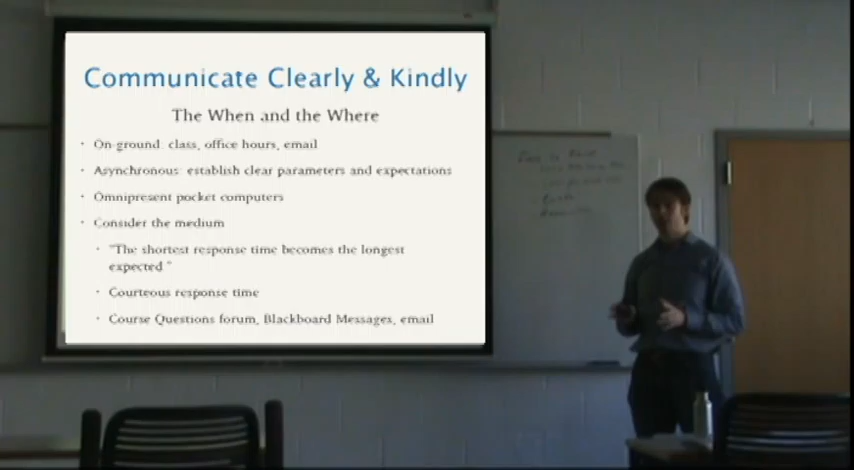 Communicate Clearly & Kindly
The When and the Where
• On-ground: class, office hours, email
• Asynchronous: establish clear parameters and expectations
• Omnipresent pocket computers
• Consider the medium
• "The shortest response time becomes the longest
expected."
• Courteous response time
• Course Questions forum, Blackboard Messages, email